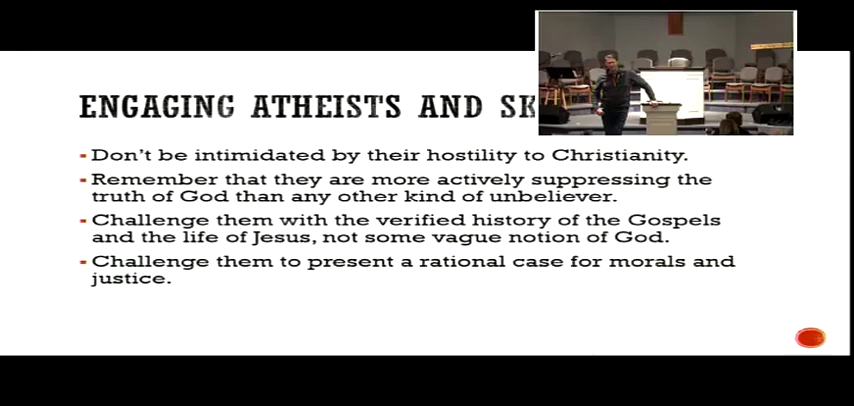 ENGAGING ATHEISTS AND SK
- Don't be intimidated by their hostility to Christianity.
- Remember that they are more actively suppressing the
truth of God than any other kind of unbeliever.
- Challenge them with the verified history of the Gospels
and the life of Jesus, not some vague notion of God.
- Challenge them to present a rational case for morals and
justice.